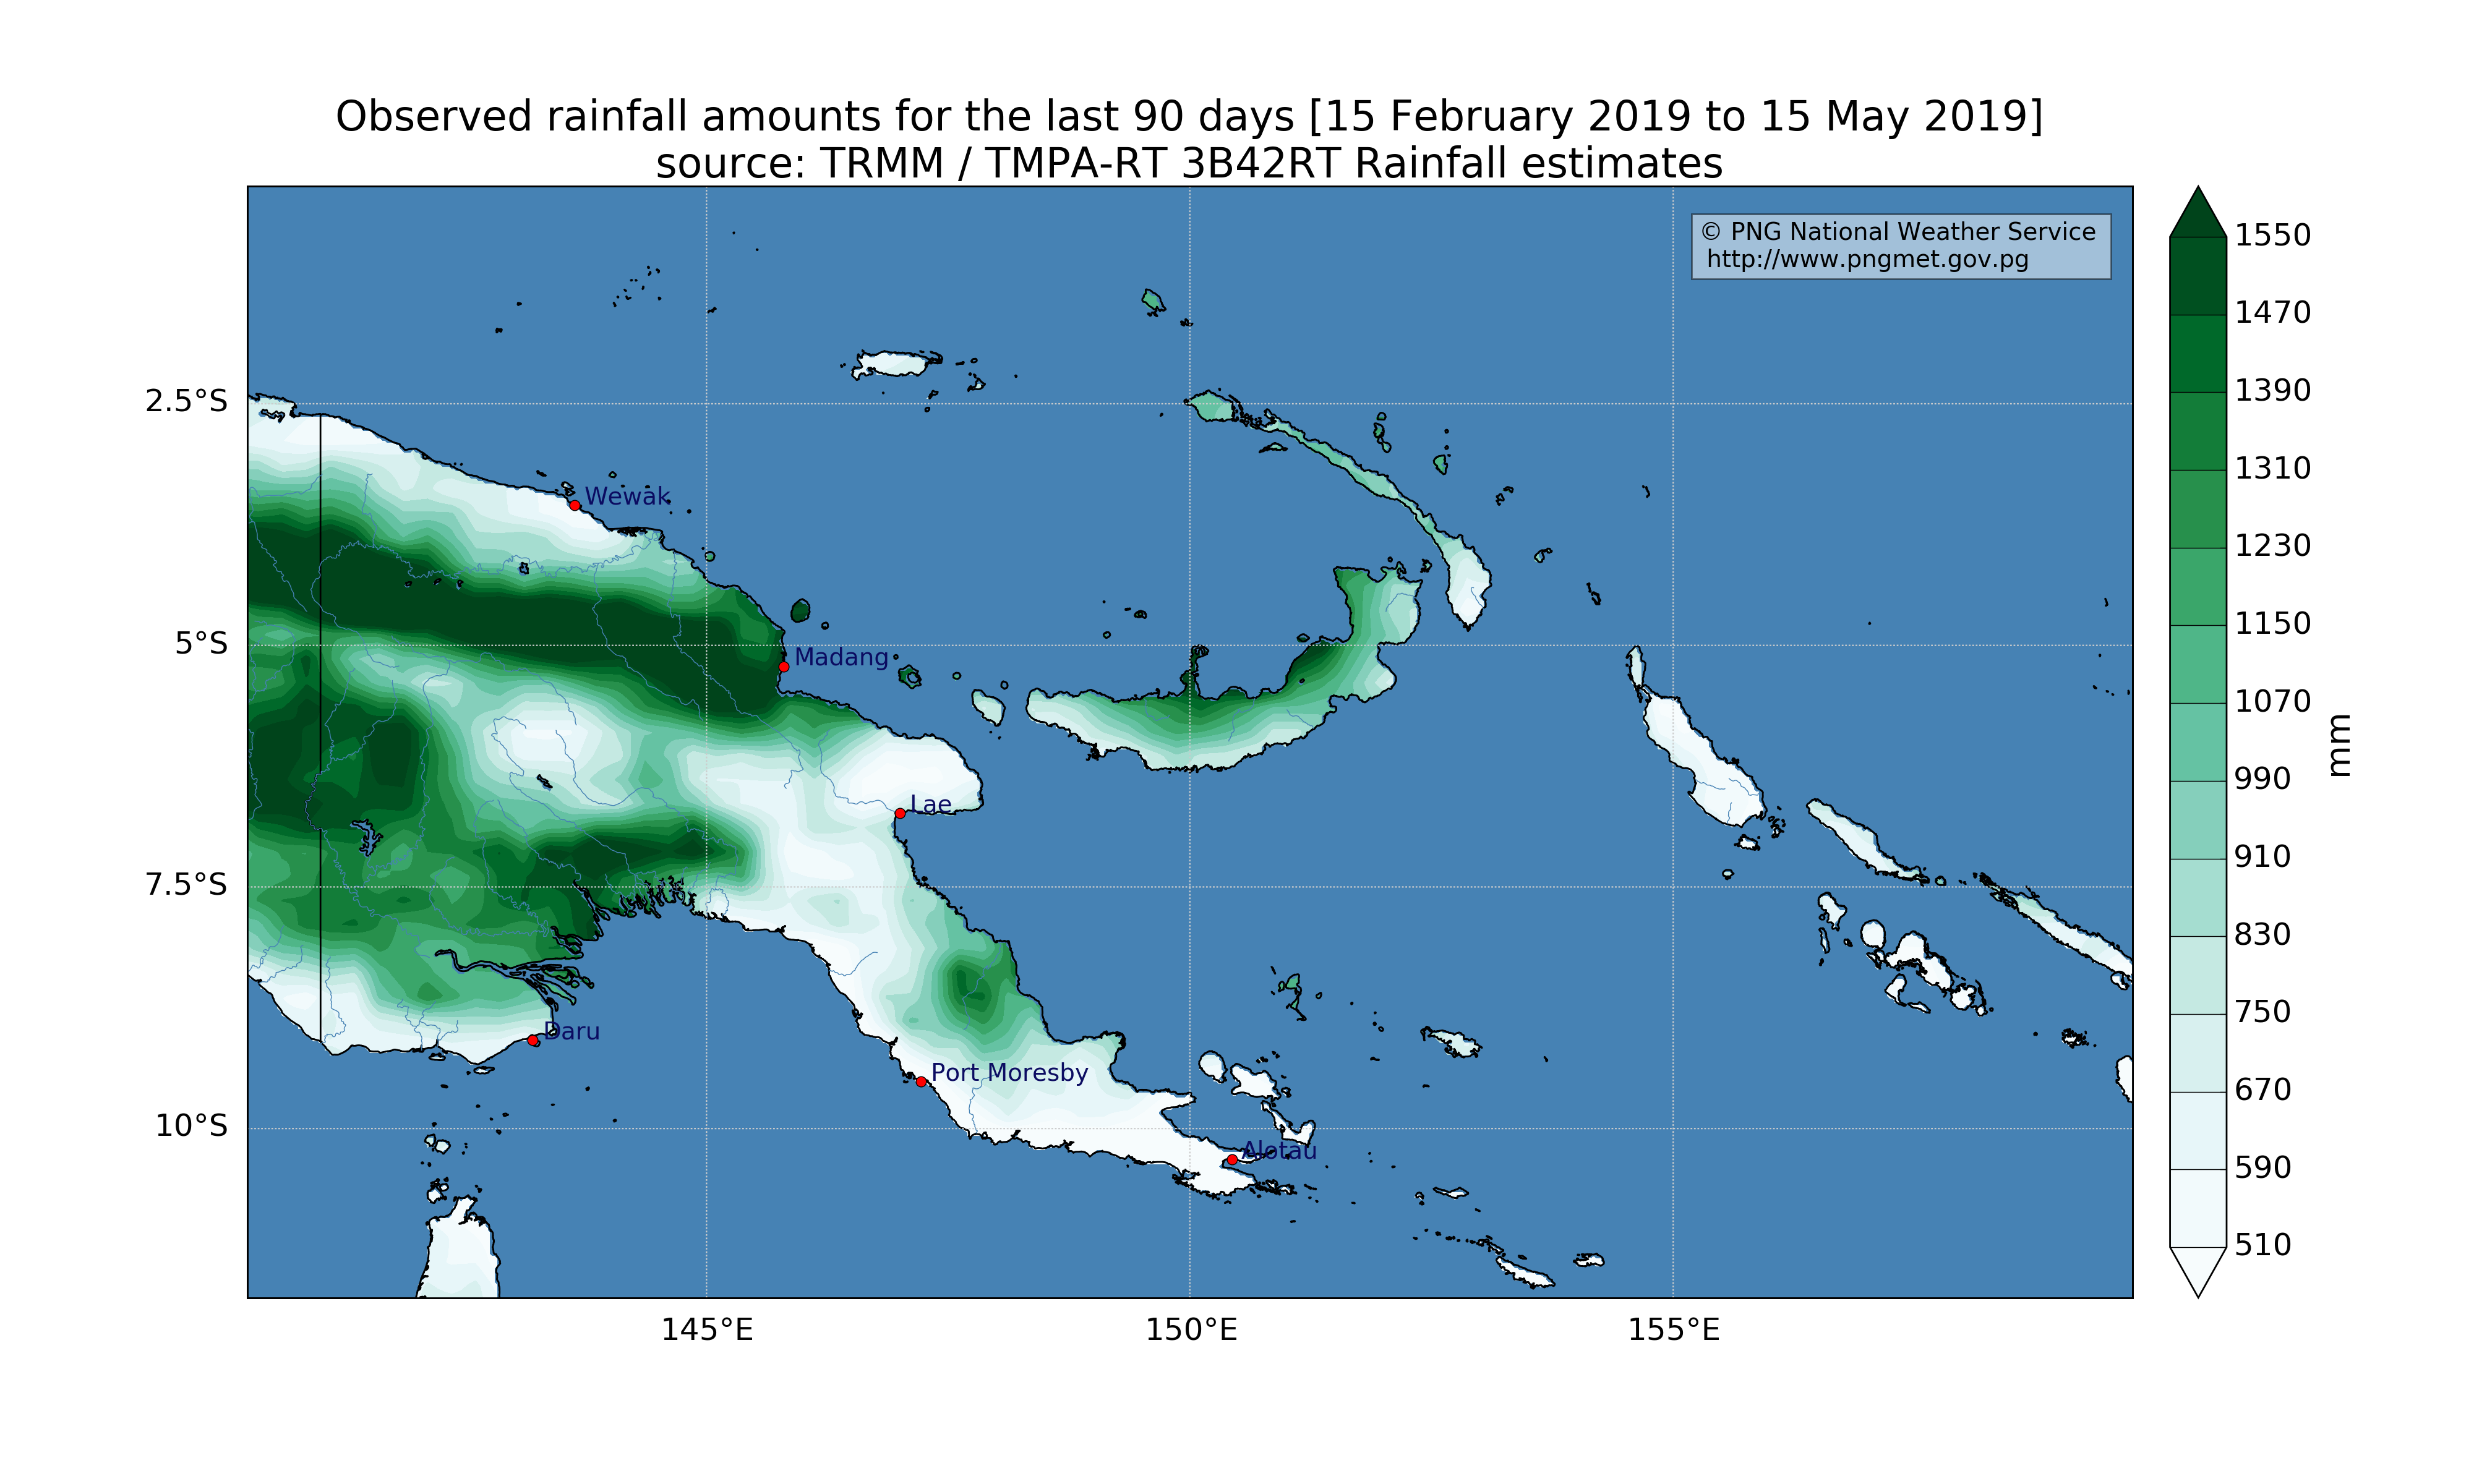 Observed rainfall amounts for the last 90 days [15 February 2019 to 15 May 2019]
source: TRMM / TMPA-RT 3B42RT Rainfall estimates
© PNG National Weather Service
http://www.pngmet.gov.pg
2.5°S
5°S
7.5°S
10°S
Wewak
Madang
Lae
Daru
Port Moresby
Alotau
145°E
150°E
155°E
1550
1470
1390
1310
1230
1150
1070
990
910
830
750
670
590
510
mm